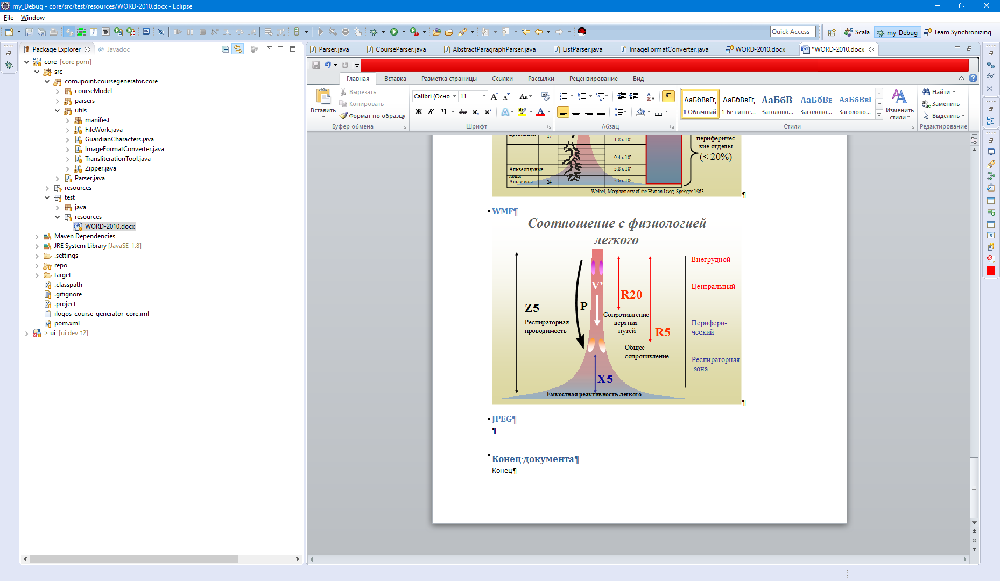 my_Debug - core/src/test/resources/WORD-2010.docx - Eclipse
File Window
Quick Access
Scala
my_Debug
Team Synchronizing
Package Explorer
@ Javadoc
core [core pom]
src
com.ipoint.coursegenerator.core
courseModel
parsers
utils
manifest
FileWork.java
GuardianCharacters.java
ImageFormatConverter.java
TransliterationTool.java
Zipper.java
Parser.java
resources
test
java
resources
WORD-2010.docx
Maven Dependencies
JRE System Library [JavaSE-1.8]
.settings
repo
target
.classpath
.gitignore
.project
ilogos-course-generator-core.iml
pom.xml
> ui [ui dev ↑2]
Parser.java
CourseParser.java
AbstractParagraphParser.java
ListParser.java
ImageFormatConverter.java
WORD-2010.docx
*WORD-2010.docx
Главная Вставка Разметка страницы Ссылки Рассылки Рецензирование Вид
Вставить
Вырезать
Копировать
Формат по образцу
Буфер обмена
Calibri (Осно
11
Ж К Ч abc x₂ x²
Шрифт
Абзац
АаБбВвГг,
¶ Обычный
АаБбВвГг,
¶ Без инте...
АаБбВ
Заголово...
АаБбВв
Заголово...
АаБбВвІ
Заголово...
Изменить
стили
Стили
Найти
Заменить
Выделить
Редактирование
17
1.8 x 10
9.4 x 10
Альвеолярные
ходы
5.8 x 10
Альвеолы 24
5.6 x 10
периферичес
кие отделы
(< 20%)
Weibel, Morphometry of the Human Lung, Springer 1963
¶
WMF¶
Соотношение с физиологией
легкого
Z5
Респираторная
проводимость
P
V’
R20
Сопротивление
верхних
путей
R5
Общее
сопротивление
X5
Емкостная реактивность легкого
Внегрудной
Центральный
Перифери-
ческий
Респираторная
зона
¶
JPEG¶
¶
Конец·документа¶
Конец¶